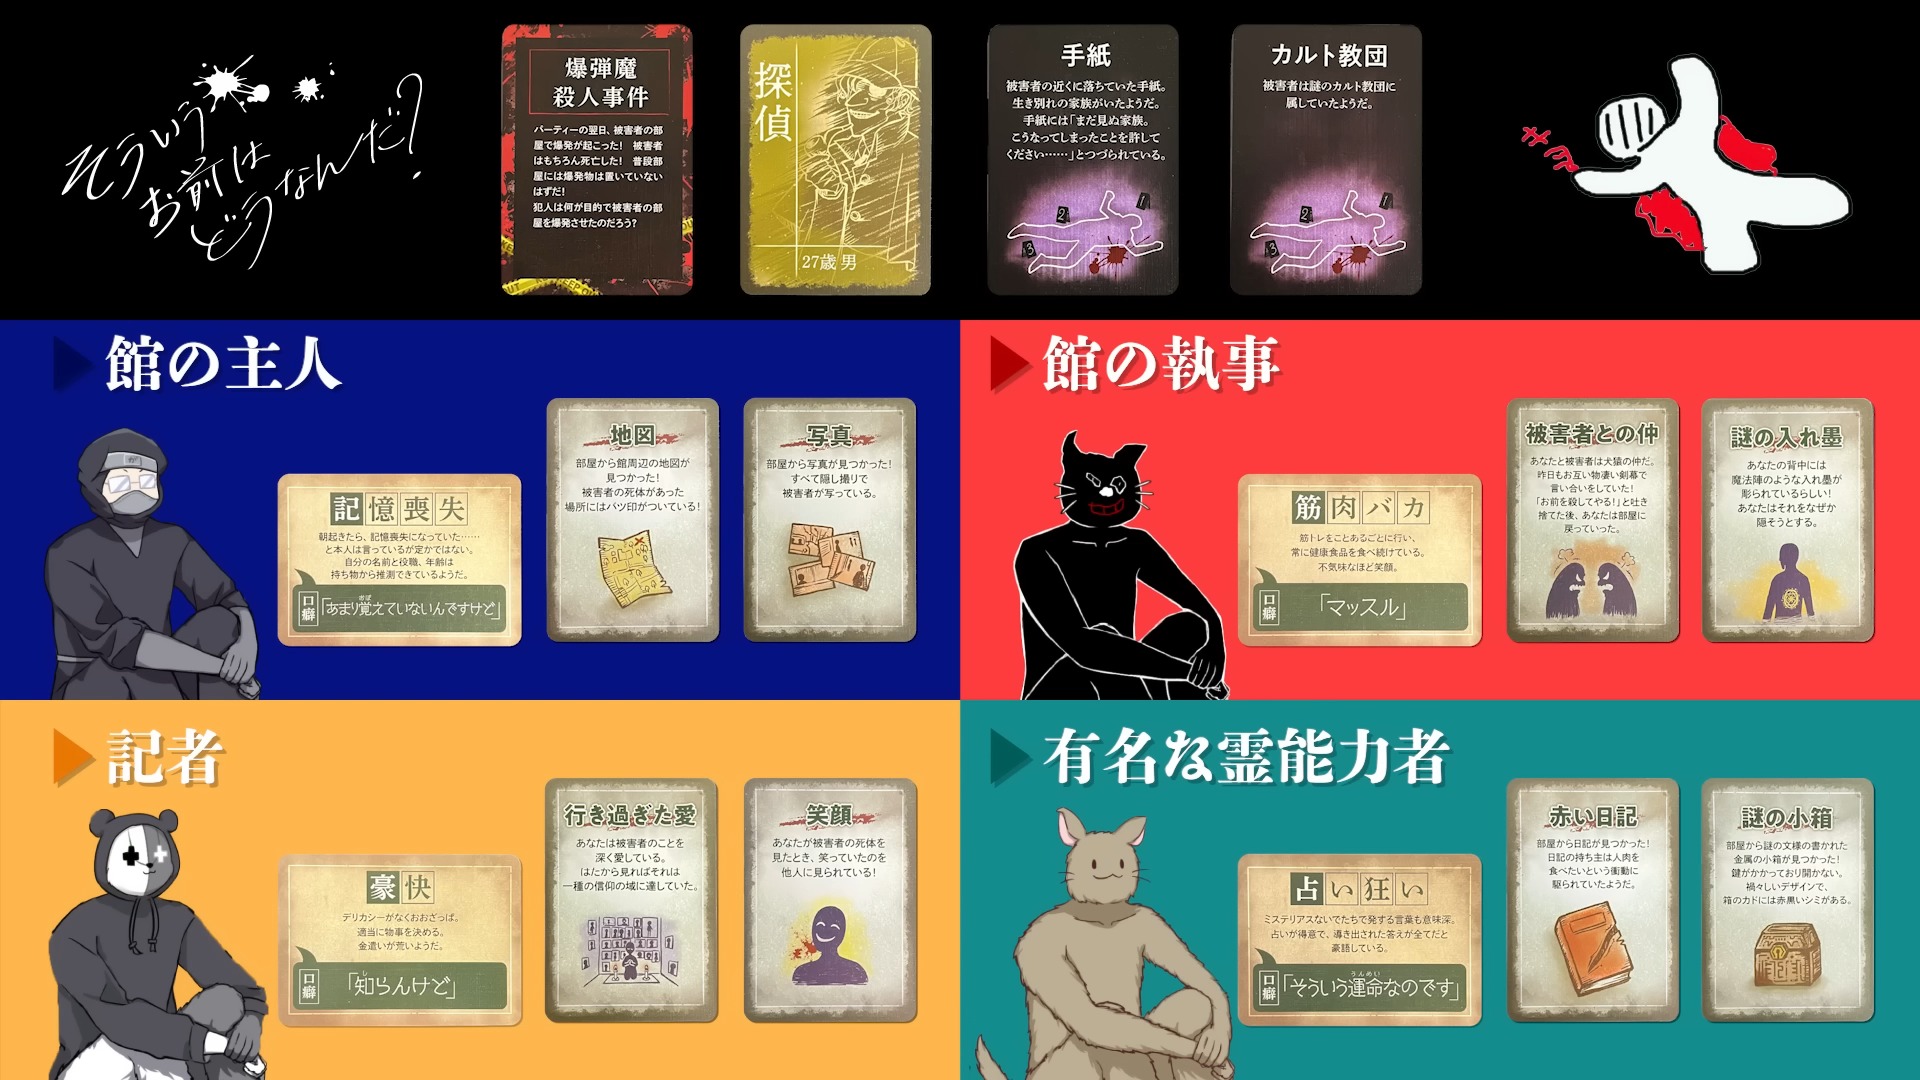 そういう
お前は
どうなんだ?
爆弾魔
殺人事件
パーティーの翌日、被害者の部
屋で爆発が起こった! 被害者
はもちろん死亡した! 普段部
屋には爆発物は置いていない
はずだ!
犯人は何が目的で被害者の部
屋を爆発させたのだろう?
探偵
27歳 男
手紙
被害者の近くに落ちていた手紙。
生き別れの家族がいたようだ。
手紙には「まだ見ぬ家族。
こうなってしまったことを許して
ください……」とつづられている。
1
2
3
カルト教団
被害者は謎のカルト教団に
属していたようだ。
1
2
3
館の主人
記憶喪失
朝起きたら、記憶喪失になっていた……
と本人は言っているが定かではない。
自分の名前と役職、年齢は
持ち物から推測できているようだ。
口癖
「あまり覚えていないんですけど」
おぼ
地図
部屋から館周辺の地図が
見つかった!
被害者の死体があった
場所にはバツ印がついている!
写真
部屋から写真が見つかった!
すべて隠し撮りで
被害者が写っている。
館の執事
筋肉バカ
筋トレをことあるごとに行い、
常に健康食品を食べ続けている。
不気味なほど笑顔。
口癖
「マッスル」
被害者との仲
あなたと被害者は犬猿の仲だ。
昨日もお互い物凄い剣幕で
言い合いをしていた!
「お前を殺してやる!」と吐き
捨てた後、あなたは部屋に
戻っていった。
謎の入れ墨
あなたの背中には
魔法陣のような入れ墨が
彫られているらしい!
あなたはそれをなぜか
隠そうとする。
記者
豪快
デリカシーがなくおおざっぱ。
適当に物事を決める。
金遣いが荒いようだ。
口癖
「知らんけど」
し
行き過ぎた愛
あなたは被害者のことを
深く愛している。
はたから見ればそれは
一種の信仰の域に達していた。
笑顔
あなたが被害者の死体を
見たとき、笑っていたのを
他人に見られている!
有名な霊能力者
占い狂い
ミステリアスないでたちで発する言葉も意味深。
占いが得意で、導き出された答えが全てだと
豪語している。
口癖
「そういう運命なのです」
うんめい
赤い日記
部屋から日記が見つかった!
日記の持ち主は人肉を
食べたいという衝動に
駆られていたようだ。
謎の小箱
部屋から謎の文様の書かれた
金属の小箱が見つかった!
鍵がかかっており開かない。
禍々しいデザインで、
箱のカドには赤黒いシミがある。